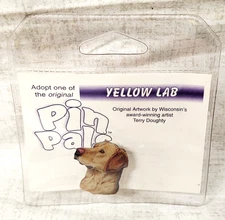 Adopt one of
the original
Pin
Pals
YELLOW LAB
Original Artwork by Wisconsin's
award-winning artist
Terry Doughty